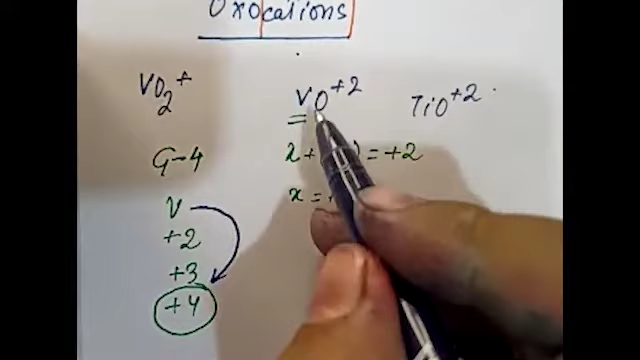 Oxocations
VO₂⁺ VO⁺² TiO⁺²
G-4 x + = +2
V x =
+2
+3
+4